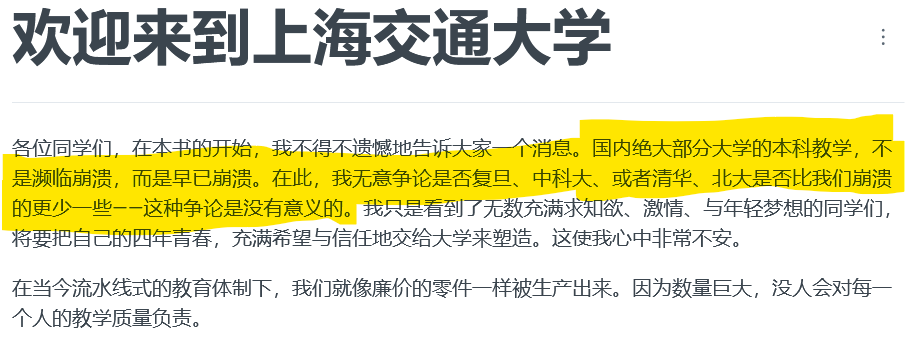 欢迎来到上海交通大学
各位同学们，在本书的开始，我不得不遗憾地告诉大家一个消息。国内绝大部分大学的本科教学，不
是濒临崩溃，而是早已崩溃。在此，我无意争论是否复旦、中科大、或者清华、北大是否比我们崩溃
的更少一些——这种争论是没有意义的。我只是看到了无数充满求知欲、激情、与年轻梦想的同学们，
将要把自己的四年青春，充满希望与信任地交给大学来塑造。这使我心中非常不安。
在当今流水线式的教育体制下，我们就像廉价的零件一样被生产出来。因为数量巨大，没人会对每一
个人的教学质量负责。